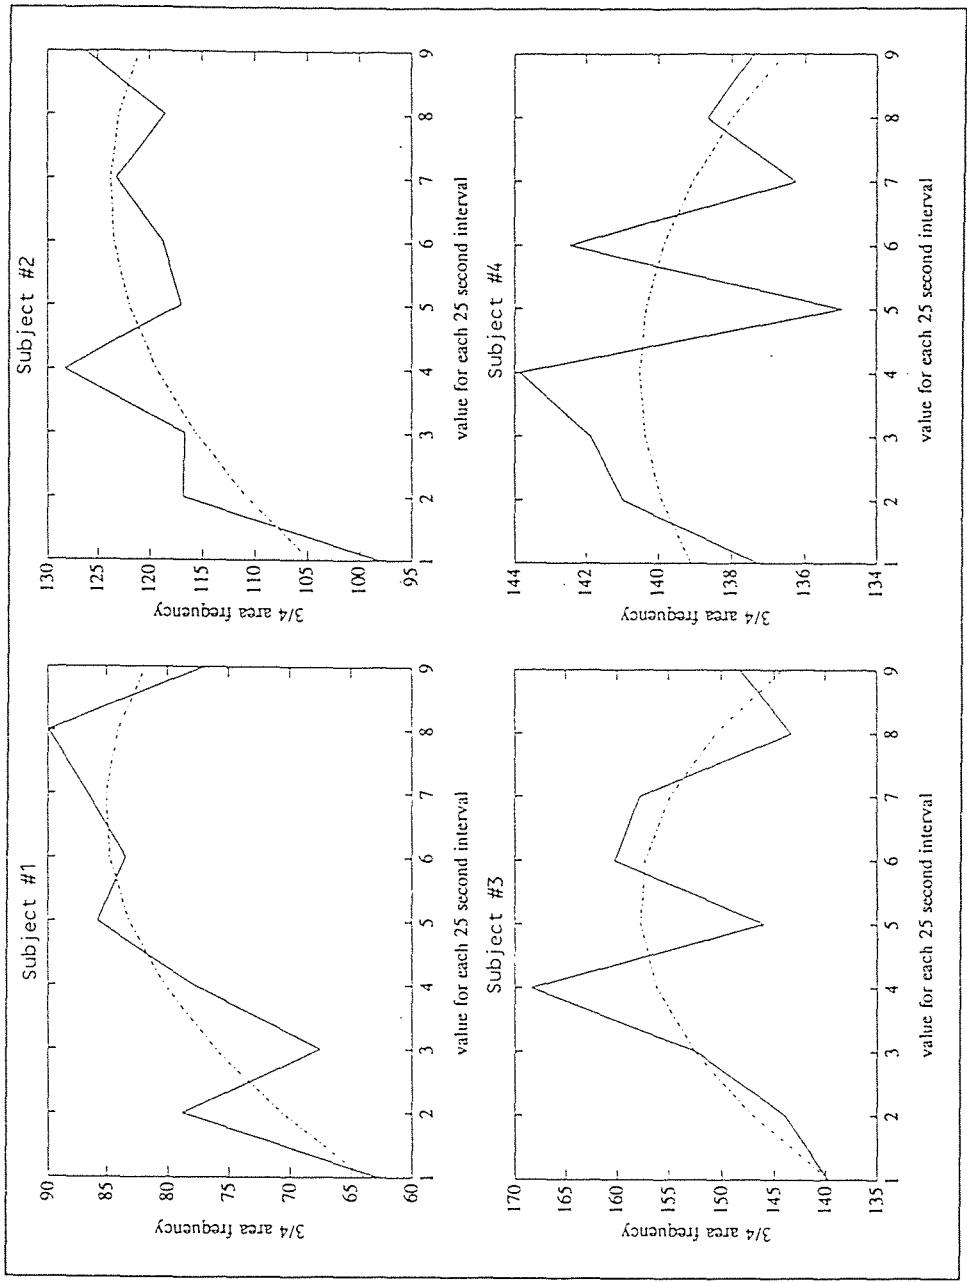 Subject #1
3/4 area frequency
90
85
80
75
70
65
60
1 2 3 4 5 6 7 8 9
value for each 25 second interval
Subject #2
3/4 area frequency
130
125
120
115
110
105
100
95
1 2 3 4 5 6 7 8 9
value for each 25 second interval
Subject #3
3/4 area frequency
170
165
160
155
150
145
140
135
1 2 3 4 5 6 7 8 9
value for each 25 second interval
Subject #4
3/4 area frequency
144
142
140
138
136
134
1 2 3 4 5 6 7 8 9
value for each 25 second interval